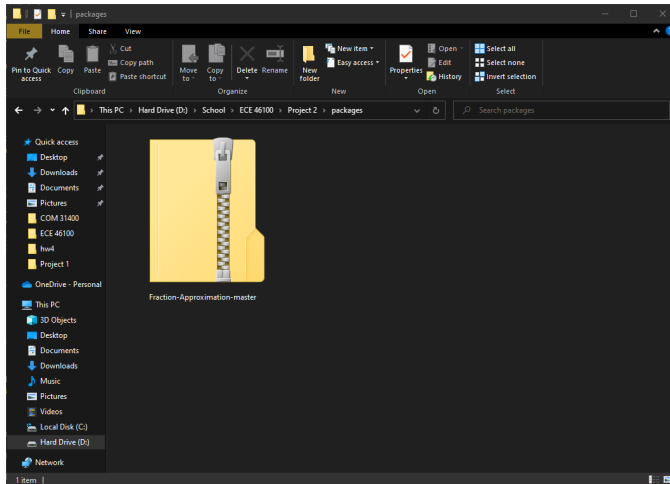 packages
File Home Share View
Pin to Quick access
Copy
Paste
Cut
Copy path
Paste shortcut
Clipboard
Move to
Copy to
Delete
Rename
Organize
New folder
New item
Easy access
New
Properties
Open
Edit
History
Open
Select all
Select none
Invert selection
Select
This PC > Hard Drive (D:) > School > ECE 46100 > Project 2 > packages
Search packages
Quick access
Desktop
Downloads
Documents
Pictures
COM 31400
ECE 46100
hw4
Project 1
OneDrive - Personal
This PC
3D Objects
Desktop
Documents
Downloads
Music
Pictures
Videos
Local Disk (C:)
Hard Drive (D:)
Network
Fraction-Approximation-master
1 item